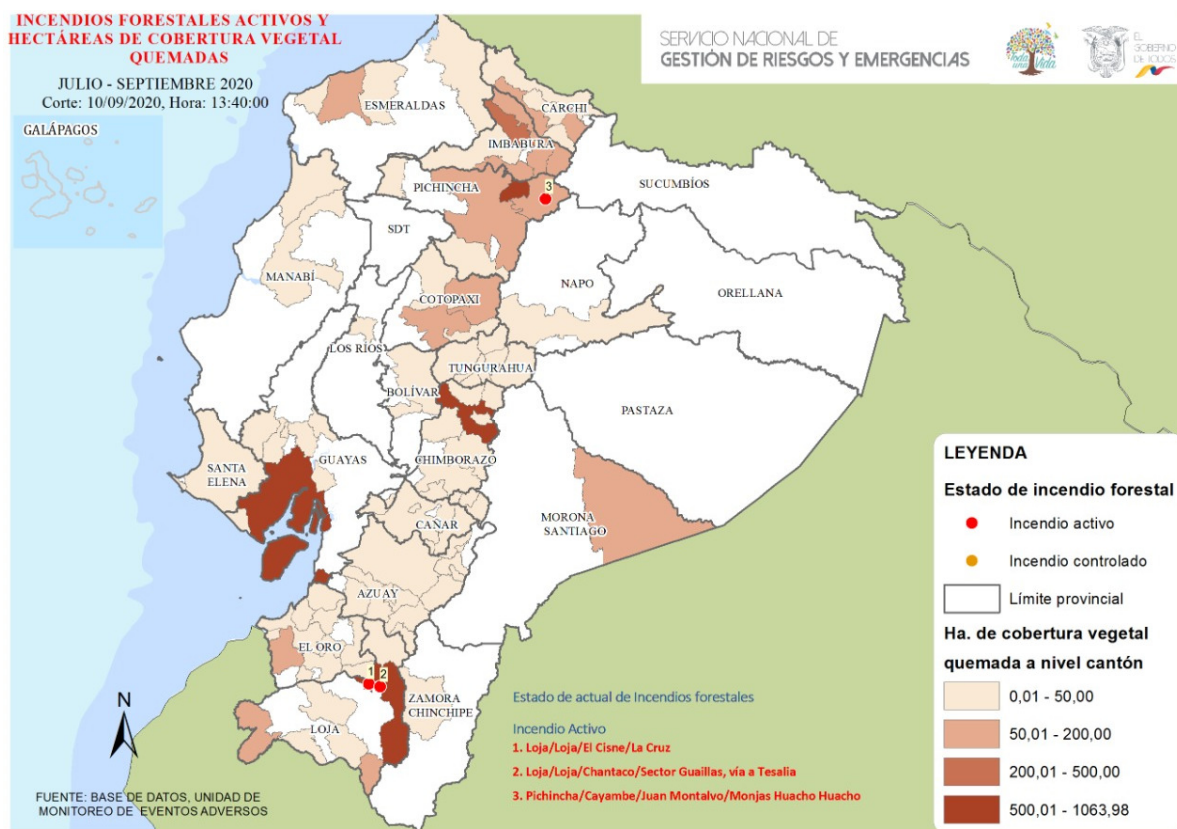 INCENDIOS FORESTALES ACTIVOS Y
HECTÁREAS DE COBERTURA VEGETAL
QUEMADAS
JULIO - SEPTIEMBRE 2020
Corte: 10/09/2020, Hora: 13:40:00
SERVICIO NACIONAL DE
GESTIÓN DE RIESGOS Y EMERGENCIAS
Toda
una Vida
EL
GOBIERNO
DE TODOS
GALÁPAGOS
ESMERALDAS
CARCHI
IMBABURA
PICHINCHA
3
SUCUMBÍOS
SDT
MANABÍ
NAPO
ORELLANA
COTOPAXI
LOS RÍOS
TUNGURAHUA
BOLÍVAR
PASTAZA
SANTA
ELENA
GUAYAS
CHIMBORAZO
CAÑAR
MORONA
SANTIAGO
AZUAY
EL ORO
1
2
ZAMORA
CHINCHIPE
LOJA
N
Estado de actual de Incendios forestales
Incendio Activo
1. Loja/Loja/El Cisne/La Cruz
2. Loja/Loja/Chantaco/Sector Guaillas, vía a Tesalia
3. Pichincha/Cayambe/Juan Montalvo/Monjas Huacho Huacho
FUENTE: BASE DE DATOS, UNIDAD DE
MONITOREO DE EVENTOS ADVERSOS
LEYENDA
Estado de incendio forestal
Incendio activo
Incendio controlado
Límite provincial
Ha. de cobertura vegetal
quemada a nivel cantón
0,01 - 50,00
50,01 - 200,00
200,01 - 500,00
500,01 - 1063,98